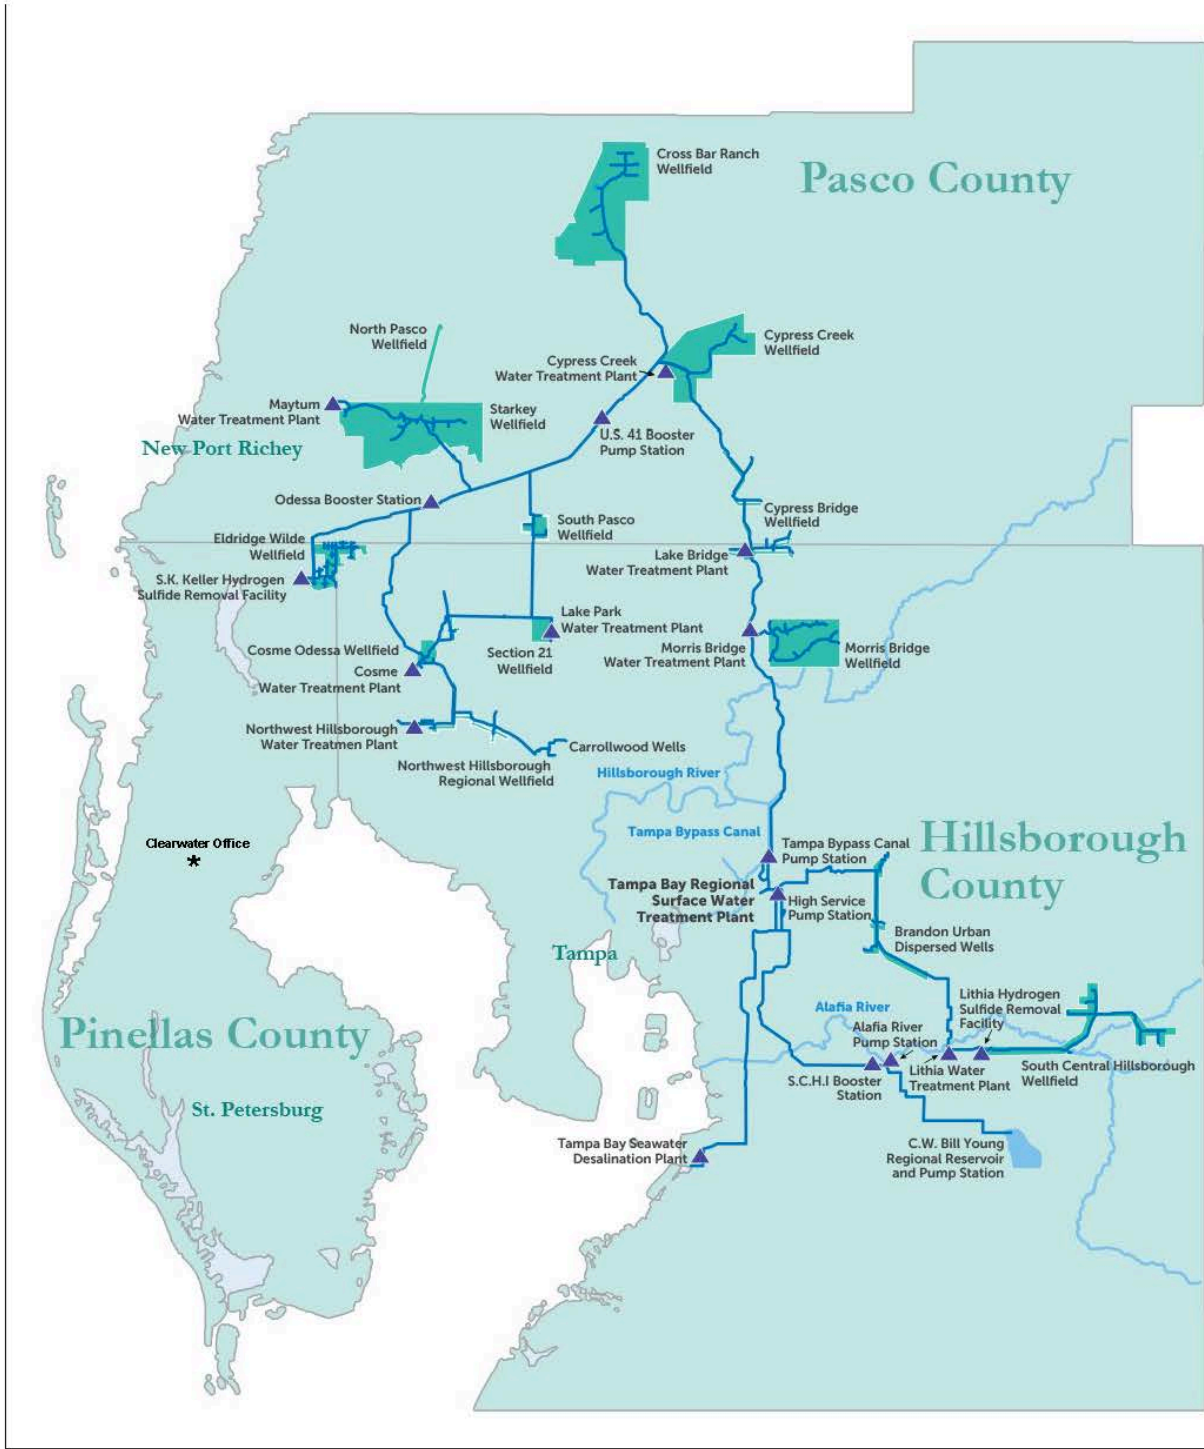 Cross Bar Ranch
Wellfield
Pasco County
North Pasco
Wellfield
Cypress Creek
Wellfield
Cypress Creek
Water Treatment Plant
Maytum
Water Treatment Plant
Starkey
Wellfield
U.S. 41 Booster
Pump Station
New Port Richey
Odessa Booster Station
South Pasco
Wellfield
Cypress Bridge
Wellfield
Eldridge Wilde
Wellfield
Lake Bridge
Water Treatment Plant
S.K. Keller Hydrogen
Sulfide Removal Facility
Lake Park
Water Treatment Plant
Cosme Odessa Wellfield
Section 21
Wellfield
Morris Bridge
Water Treatment Plant
Morris Bridge
Wellfield
Cosme
Water Treatment Plant
Northwest Hillsborough
Water Treatmen Plant
Carrollwood Wells
Northwest Hillsborough
Regional Wellfield
Hillsborough River
Tampa Bypass Canal
Clearwater Office
*
Tampa Bypass Canal
Pump Station
Hillsborough
County
Tampa Bay Regional
Surface Water
Treatment Plant
High Service
Pump Station
Brandon Urban
Dispersed Wells
Tampa
Alafia River
Lithia Hydrogen
Sulfide Removal
Facility
Alafia River
Pump Station
Pinellas County
S.C.H.I Booster
Station
Lithia Water
Treatment Plant
South Central Hillsborough
Wellfield
St. Petersburg
Tampa Bay Seawater
Desalination Plant
C.W. Bill Young
Regional Reservoir
and Pump Station